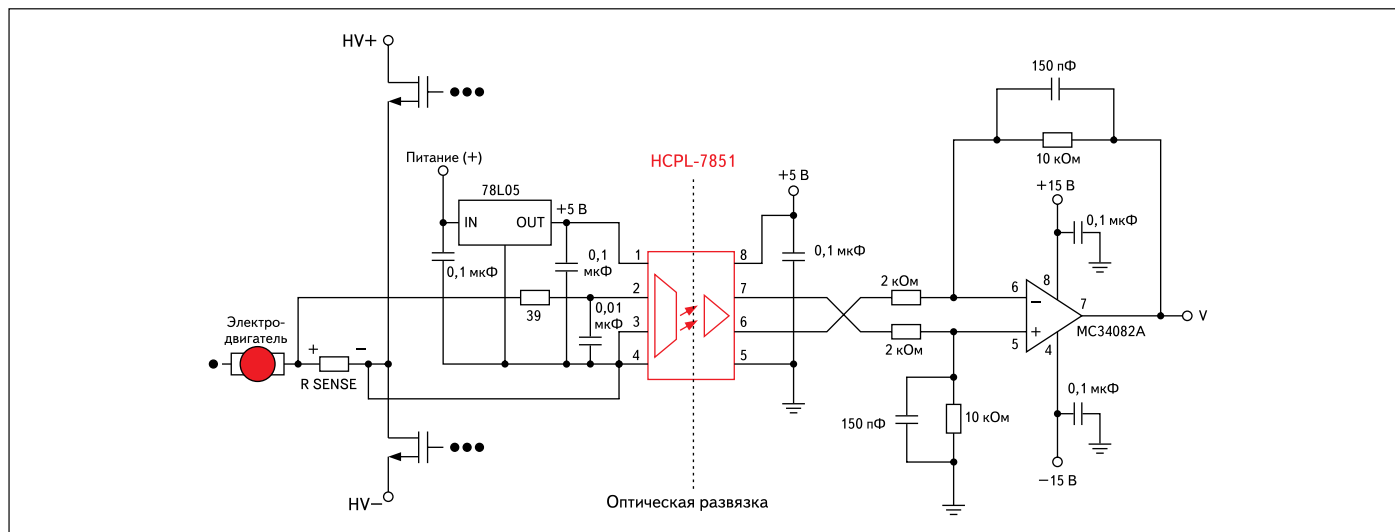 HV+
150 пФ
10 кОм
Питание (+)
HCPL-7851
+5 В
+15 В
78L05
+5 В
IN
OUT
0,1 мкФ
0,1 мкФ
0,1
мкФ
1
8
0,1 мкФ
2 кОм
8
2
7
6
7
V
39
0,01
мкФ
3
6
5
4
MC34082A
Электро-
двигатель
+
−
4
5
2 кОм
−
+
R SENSE
150 пФ
10 кОм
0,1 мкФ
−15 В
HV−
Оптическая развязка